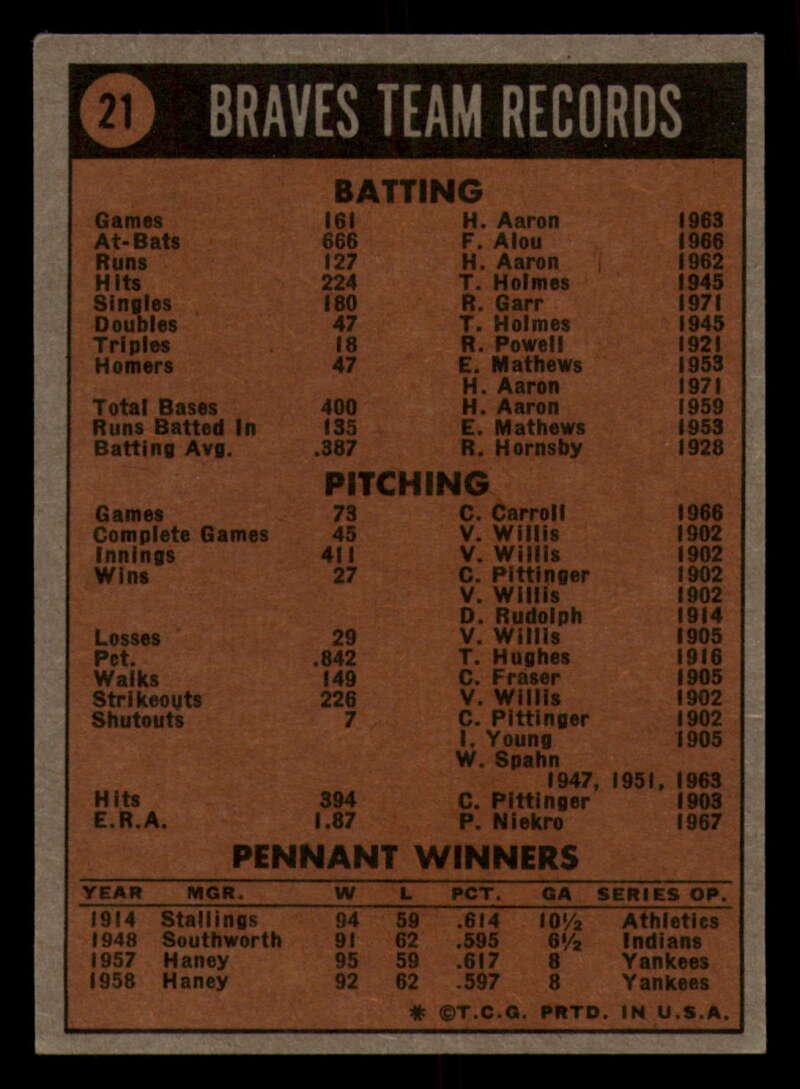 21 BRAVES TEAM RECORDS
BATTING
Games 161 H. Aaron 1963
At-Bats 666 F. Alou 1966
Runs 127 H. Aaron 1962
Hits 224 T. Holmes 1945
Singles 180 R. Garr 1971
Doubles 47 T. Holmes 1945
Triples 18 R. Powell 1921
Homers 47 E. Mathews 1953
H. Aaron 1971
Total Bases 400 H. Aaron 1959
Runs Batted In 135 E. Mathews 1953
Batting Avg. .387 R. Hornsby 1928
PITCHING
Games 73 C. Carroll 1966
Complete Games 45 V. Willis 1902
Innings 411 V. Willis 1902
Wins 27 C. Pittinger 1902
V. Willis 1902
D. Rudolph 1914
Losses 29 V. Willis 1905
Pct. .842 T. Hughes 1916
Walks 149 C. Fraser 1905
Strikeouts 226 V. Willis 1902
Shutouts 7 C. Pittinger 1902
I. Young 1905
W. Spahn
1947, 1951, 1963
Hits 394 C. Pittinger 1903
E.R.A. 1.87 P. Niekro 1967
PENNANT WINNERS
YEAR MGR. W L PCT. GA SERIES OP.
1914 Stallings 94 59 .614 10½ Athletics
1948 Southworth 91 62 .595 6½ Indians
1957 Haney 95 59 .617 8 Yankees
1958 Haney 92 62 .597 8 Yankees
* ©T.C.G. PRTD. IN U.S.A.